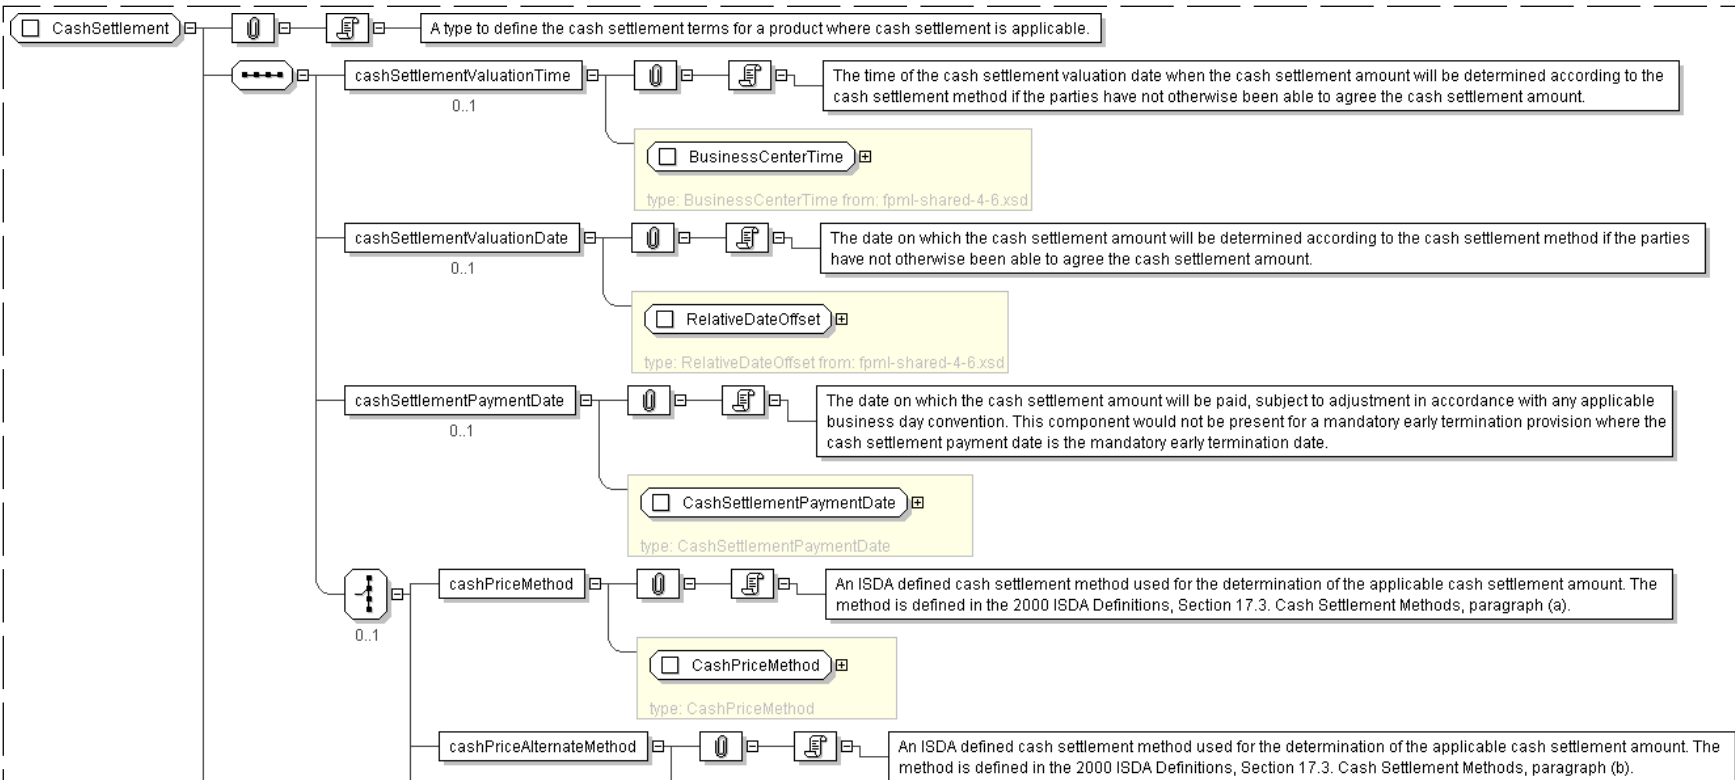 CashSettlement
A type to define the cash settlement terms for a product where cash settlement is applicable.
cashSettlementValuationTime
0..1
The time of the cash settlement valuation date when the cash settlement amount will be determined according to the
cash settlement method if the parties have not otherwise been able to agree the cash settlement amount.
BusinessCenterTime
type: BusinessCenterTime from: fpml-shared-4-6.xsd
cashSettlementValuationDate
0..1
The date on which the cash settlement amount will be determined according to the cash settlement method if the parties
have not otherwise been able to agree the cash settlement amount.
RelativeDateOffset
type: RelativeDateOffset from: fpml-shared-4-6.xsd
cashSettlementPaymentDate
0..1
The date on which the cash settlement amount will be paid, subject to adjustment in accordance with any applicable
business day convention. This component would not be present for a mandatory early termination provision where the
cash settlement payment date is the mandatory early termination date.
CashSettlementPaymentDate
type: CashSettlementPaymentDate
0..1
cashPriceMethod
An ISDA defined cash settlement method used for the determination of the applicable cash settlement amount. The
method is defined in the 2000 ISDA Definitions, Section 17.3. Cash Settlement Methods, paragraph (a).
CashPriceMethod
type: CashPriceMethod
cashPriceAlternateMethod
An ISDA defined cash settlement method used for the determination of the applicable cash settlement amount. The
method is defined in the 2000 ISDA Definitions, Section 17.3. Cash Settlement Methods, paragraph (b).